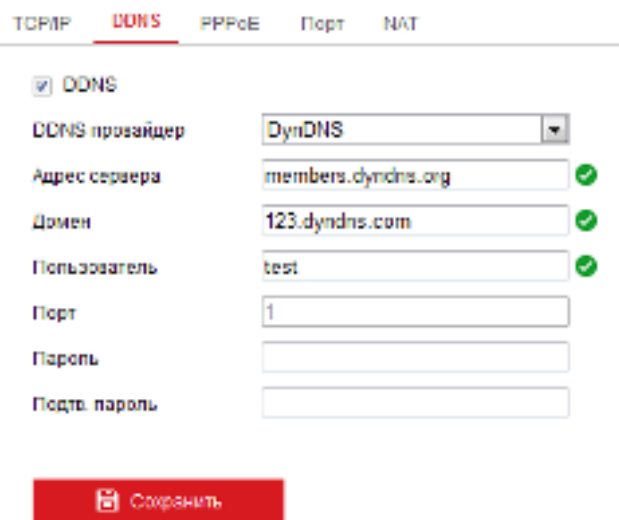 TCP/IP DDNS PPPoE Порт NAT
DDNS
DDNS провайдер DynDNS
Адрес сервера members.dyndns.org
Домен 123.dyndns.com
Пользователь test
Порт 1
Пароль
Подтв. пароль
Сохранить